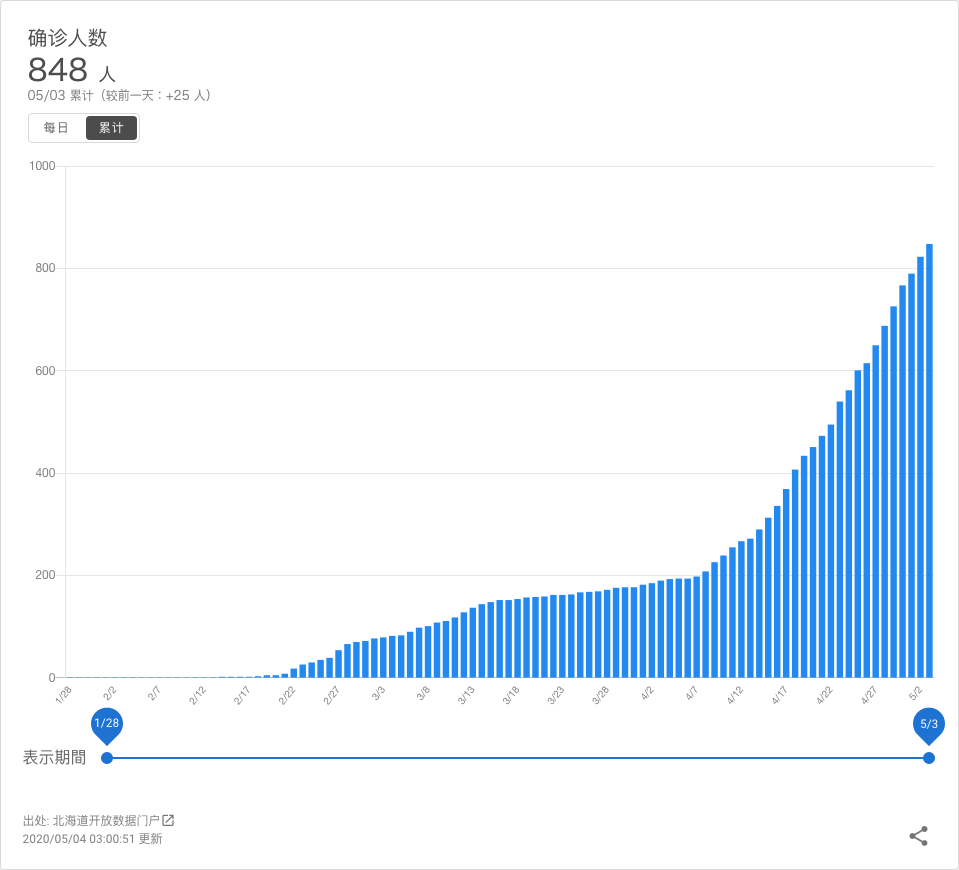 确诊人数
848 人
05/03 累计（较前一天：+25 人）
每日 累计
1000
800
600
400
200
0
1/28 2/2 2/7 2/12 2/17 2/22 2/27 3/3 3/8 3/13 3/18 3/23 3/28 4/2 4/7 4/12 4/17 4/22 4/27 5/2
1/28 5/3
表示期間
出处: 北海道开放数据门户
2020/05/04 03:00:51 更新